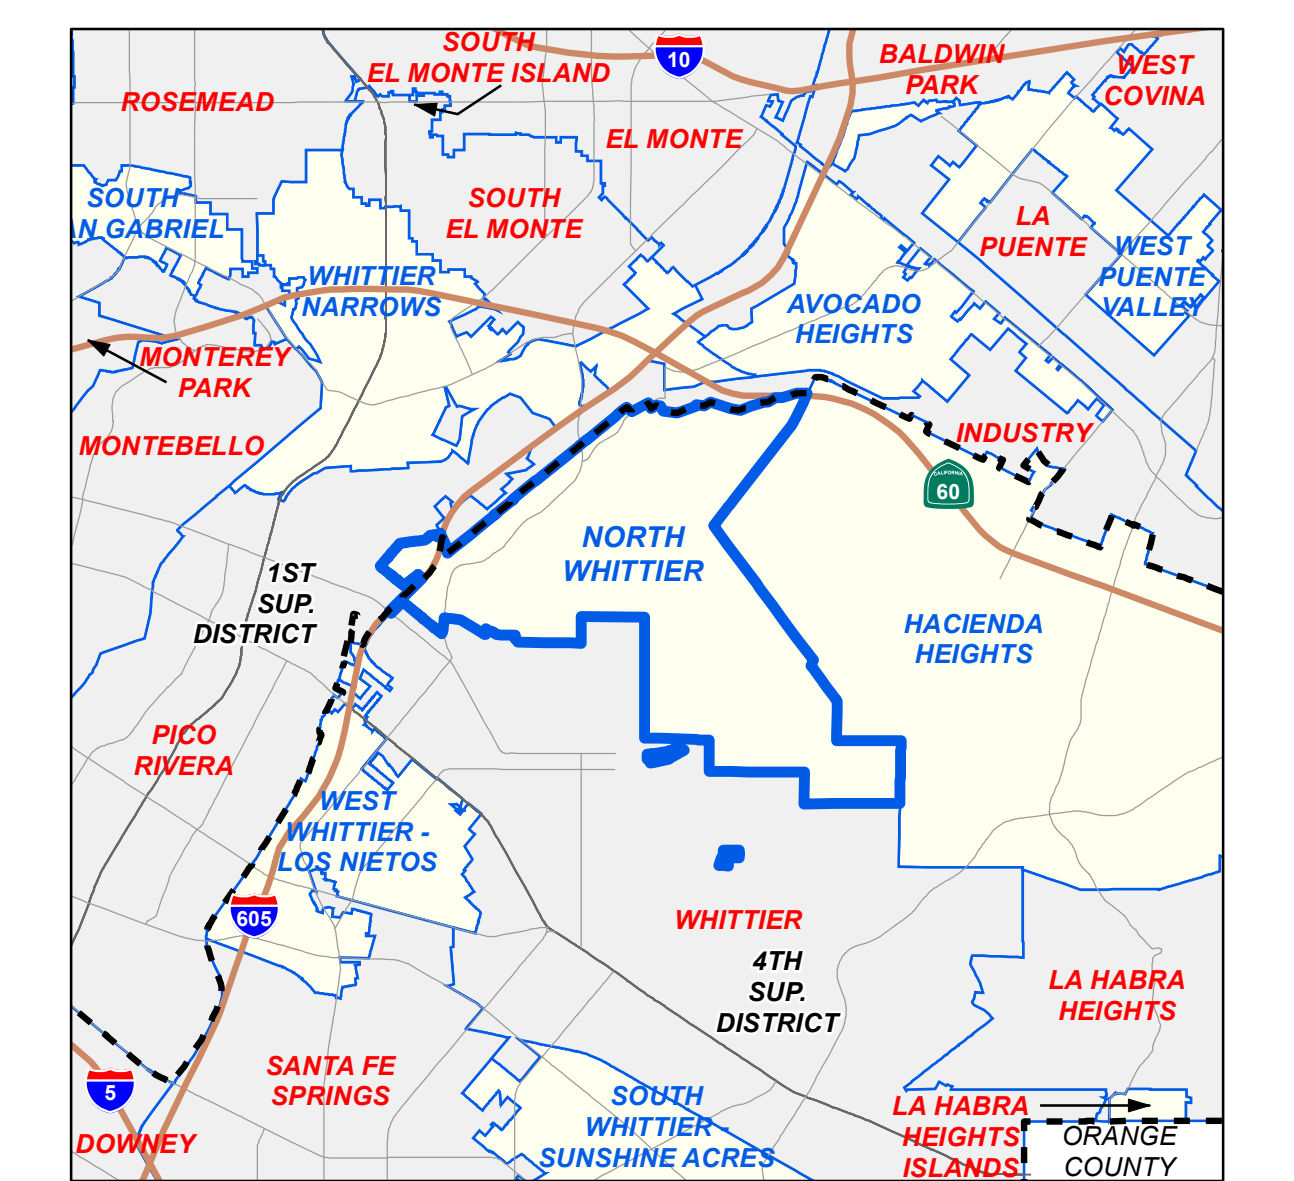 SOUTH
EL MONTE ISLAND
10
BALDWIN
PARK
WEST
COVINA
ROSEMEAD
EL MONTE
SOUTH
AN GABRIEL
SOUTH
EL MONTE
LA
PUENTE
WEST
PUENTE
VALLEY
WHITTIER
NARROWS
AVOCADO
HEIGHTS
MONTEREY
PARK
MONTEBELLO
INDUSTRY
CALIFORNIA
60
NORTH
WHITTIER
1ST
SUP.
DISTRICT
HACIENDA
HEIGHTS
PICO
RIVERA
WEST
WHITTIER -
LOS NIETOS
605
WHITTIER
4TH
SUP.
DISTRICT
LA HABRA
HEIGHTS
SANTA FE
SPRINGS
5
SOUTH
WHITTIER -
SUNSHINE ACRES
LA HABRA
HEIGHTS
ISLANDS
ORANGE
COUNTY
DOWNEY